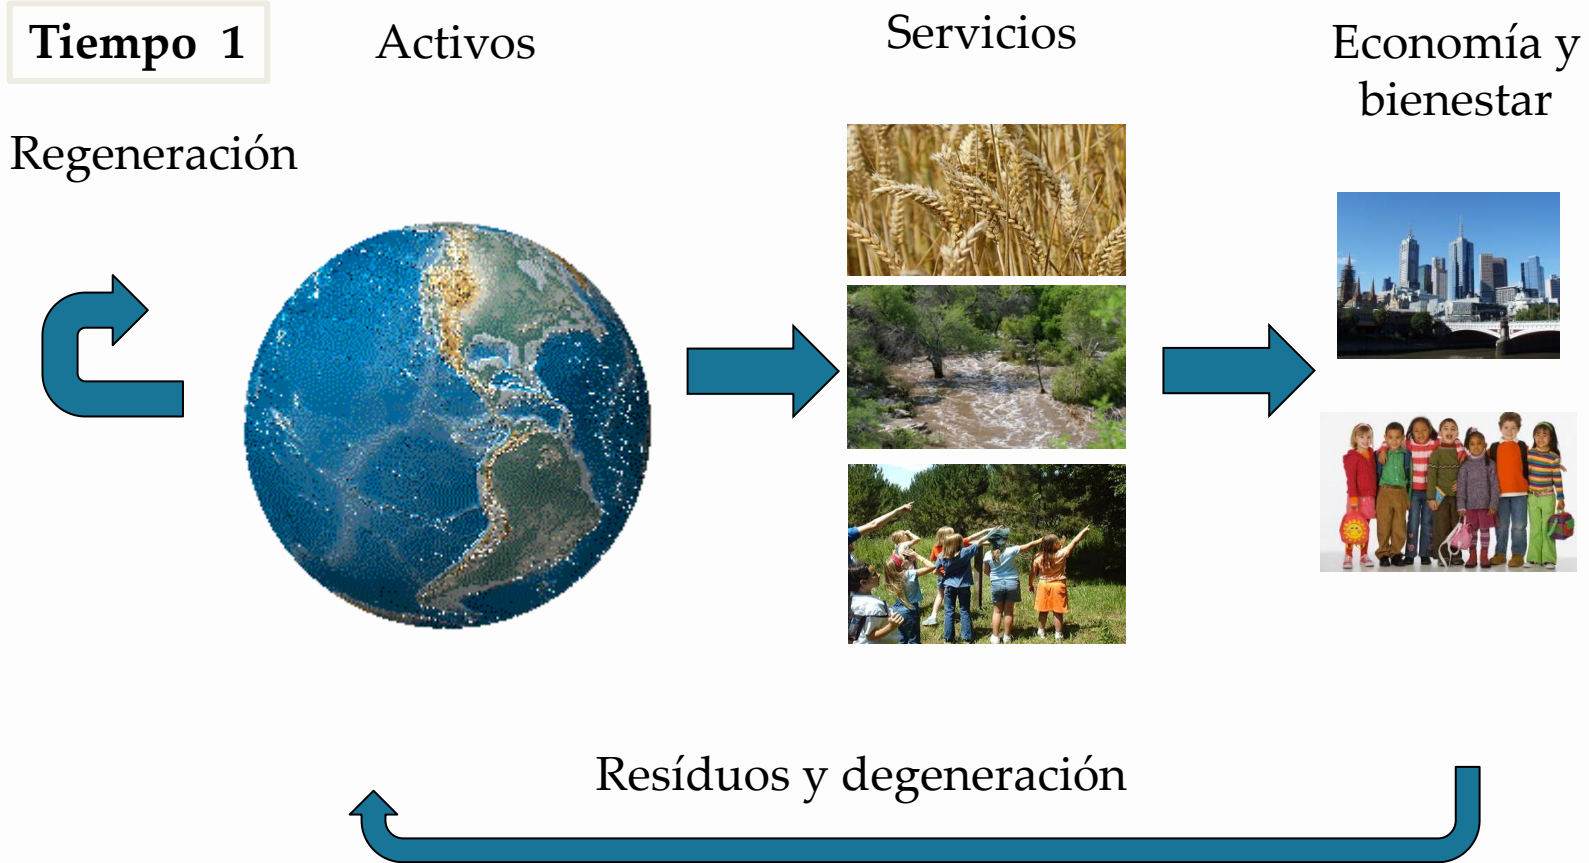 Tiempo 1
Activos
Servicios
Economía y
bienestar
Regeneración
Resíduos y degeneración